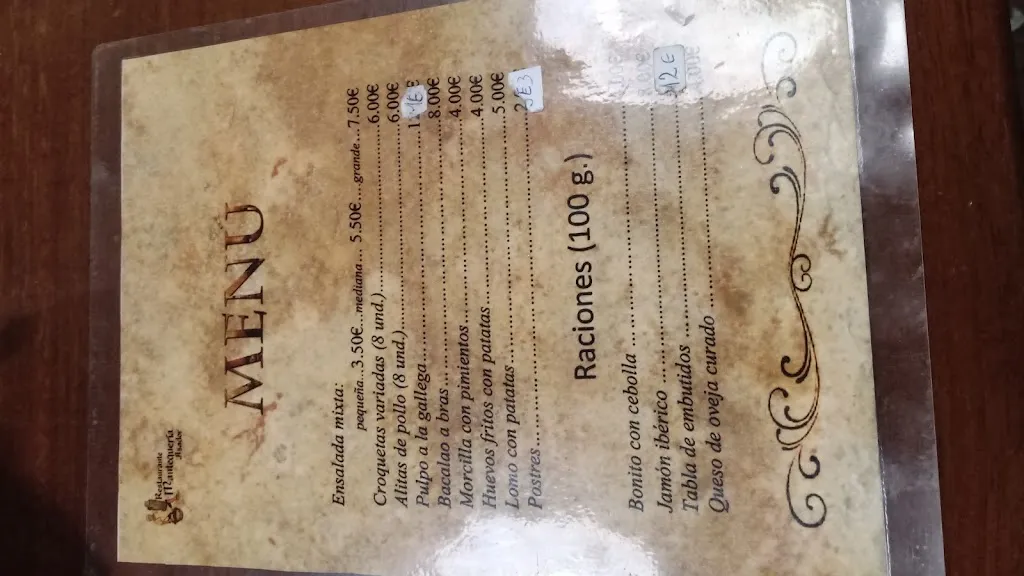 Restaurante
Mantequería
MENU
Ensalada mixta:
pequeña...3.50€...mediana... 5.50€.... grande...7.50€
Croquetas variadas (8 und.)........6.00€
Alitas de pollo (8 und.)........6.00€
Pulpo a la gallega........
Bacalao a bras........8.00€
Morcilla con pimientos........4.00€
Huevos fritos con patatas........4.00€
Lomo con patatas........5.00€
Postres........
Raciones (100 g.)
Bonito con cebolla........
Jamón ibérico........
Tabla de embutidos........12€
Queso de oveja curado........